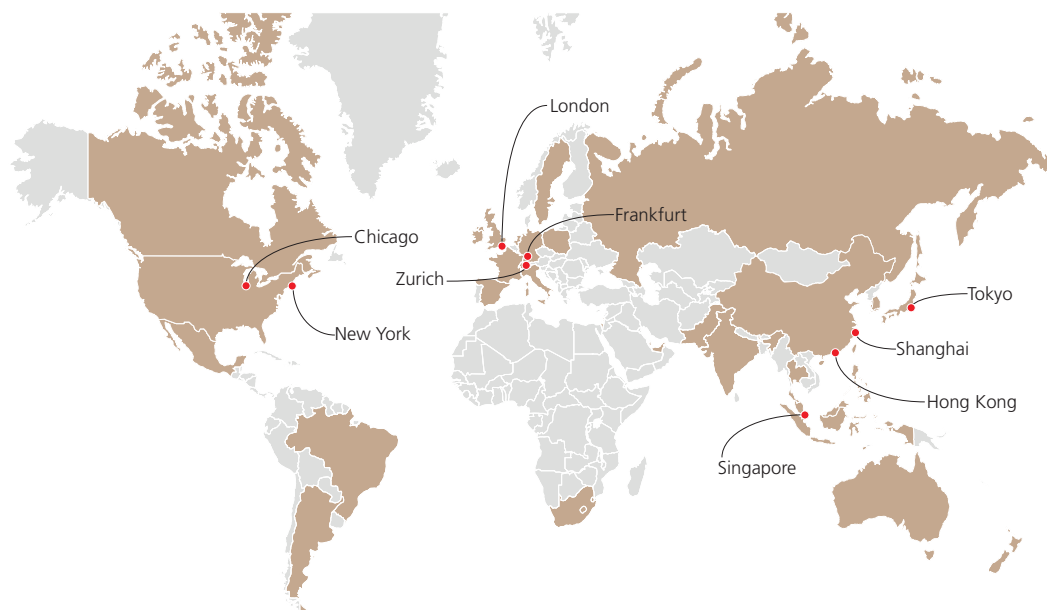 London
Frankfurt
Chicago
Zurich
Tokyo
New York
Shanghai
Hong Kong
Singapore